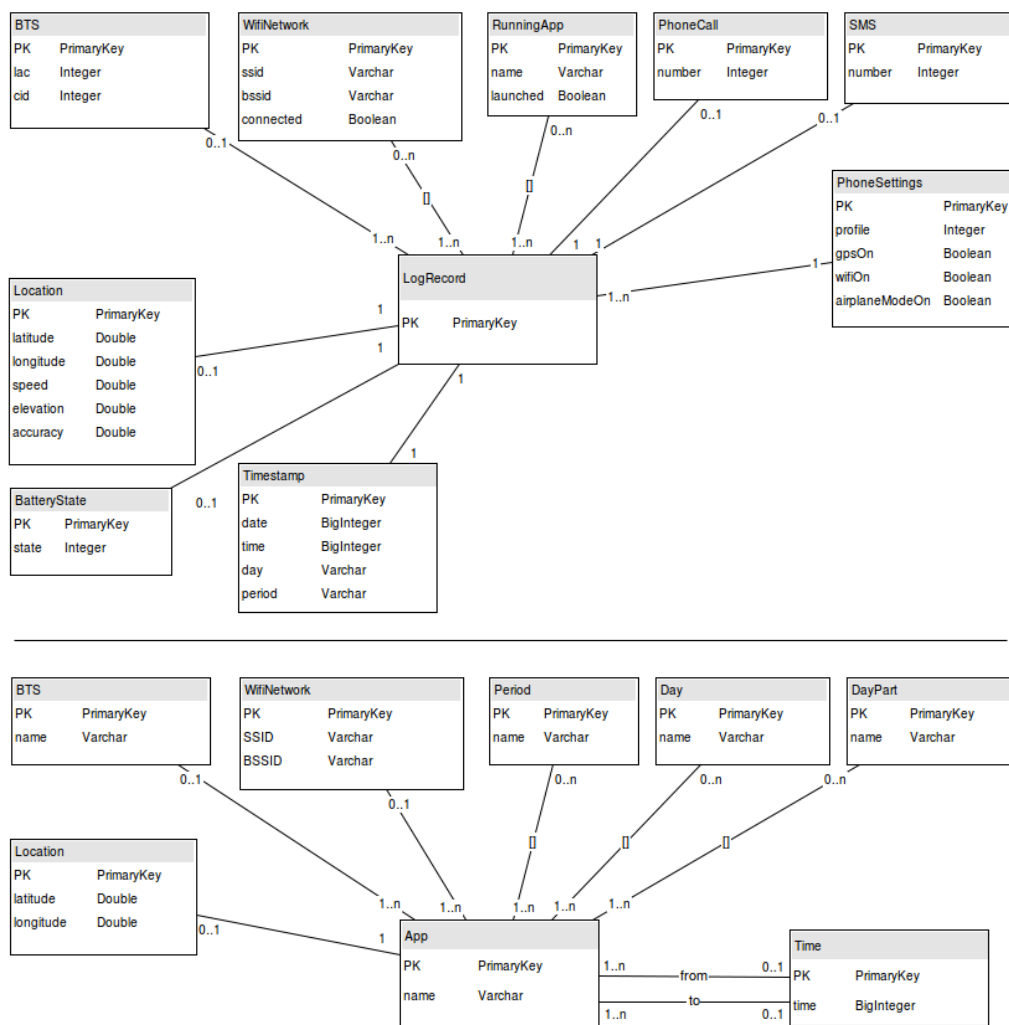 BTS
PK PrimaryKey
lac Integer
cid Integer
WifiNetwork
PK PrimaryKey
ssid Varchar
bssid Varchar
connected Boolean
RunningApp
PK PrimaryKey
name Varchar
launched Boolean
PhoneCall
PK PrimaryKey
number Integer
SMS
PK PrimaryKey
number Integer
0..1
0..n
0..n
0..1
0..1
[]
[]
PhoneSettings
PK PrimaryKey
profile Integer
gpsOn Boolean
wifiOn Boolean
airplaneModeOn Boolean
1..n
1..n
1..n
1
1
1
1..n
LogRecord
PK PrimaryKey
Location
PK PrimaryKey
latitude Double
longitude Double
speed Double
elevation Double
accuracy Double
1
0..1
1
1
1
0..1
BatteryState
PK PrimaryKey
state Integer
Timestamp
PK PrimaryKey
date BigInteger
time BigInteger
day Varchar
period Varchar
BTS
PK PrimaryKey
name Varchar
WifiNetwork
PK PrimaryKey
SSID Varchar
BSSID Varchar
Period
PK PrimaryKey
name Varchar
Day
PK PrimaryKey
name Varchar
DayPart
PK PrimaryKey
name Varchar
0..1
0..1
0..n
0..n
0..n
[]
[]
[]
Location
PK PrimaryKey
latitude Double
longitude Double
1..n
1..n
1..n
1..n
1..n
0..1
1
App
PK PrimaryKey
name Varchar
1..n from 0..1
1..n to 0..1
Time
PK PrimaryKey
time BigInteger